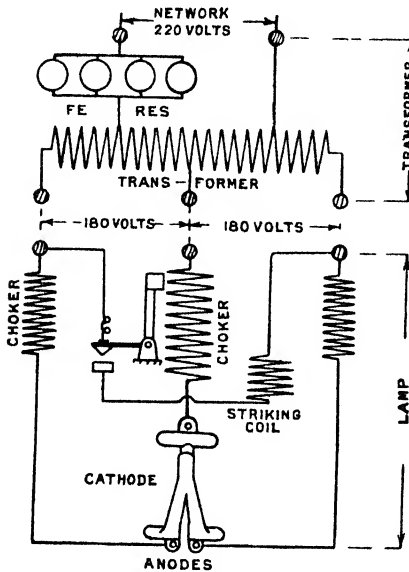 NETWORK
220 VOLTS
FE RES
TRANS-FORMER
TRANSFORMER
180 VOLTS
180 VOLTS
CHOKER
CHOKER
STRIKING
COIL
LAMP
CATHODE
ANODES